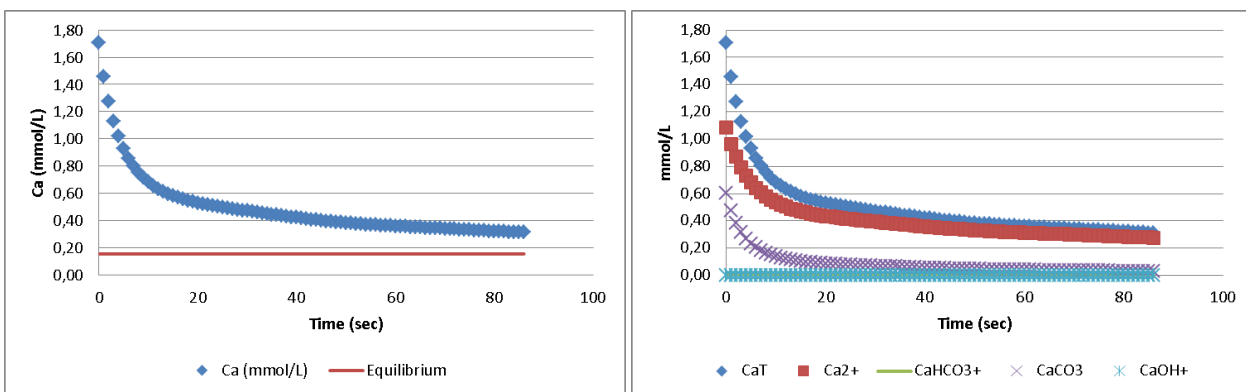 1,80
1,60
1,40
1,20
1,00
0,80
0,60
0,40
0,20
0,00
Ca (mmol/L)
0 20 40 60 80 100
Time (sec)
Ca (mmol/L) Equilibrium
1,80
1,60
1,40
1,20
1,00
0,80
0,60
0,40
0,20
0,00
mmol/L
0 20 40 60 80 100
Time (sec)
CaT Ca2+ CaHCO3+ CaCO3 CaOH+